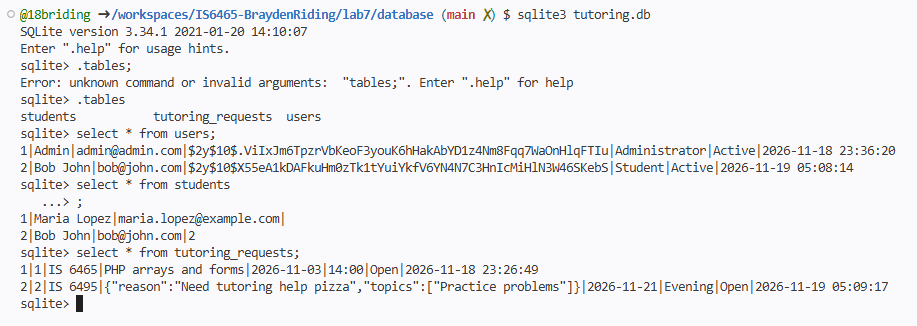 @18briding ➜/workspaces/IS6465-BraydenRiding/lab7/database (main ✗) $ sqlite3 tutoring.db
SQLite version 3.34.1 2021-01-20 14:10:07
Enter ".help" for usage hints.
sqlite> .tables;
Error: unknown command or invalid arguments:  "tables;". Enter ".help" for help
sqlite> .tables
students           tutoring_requests  users
sqlite> select * from users;
1|Admin|admin@admin.com|$2y$10$.ViIxJm6TpzrVbKeoF3youK6hHakAbYD1z4Nm8Fqq7WaOnHlqFTIu|Administrator|Active|2026-11-18 23:36:20
2|Bob John|bob@john.com|$2y$10$X55eA1kDAFkuHm0zTk1tYuiYkfV6YN4N7C3HnIcMiHlN3W46SKebS|Student|Active|2026-11-19 05:08:14
sqlite> select * from students
   ...> ;
1|Maria Lopez|maria.lopez@example.com|
2|Bob John|bob@john.com|2
sqlite> select * from tutoring_requests;
1|1|IS 6465|PHP arrays and forms|2026-11-03|14:00|Open|2026-11-18 23:26:49
2|2|IS 6495|{"reason":"Need tutoring help pizza","topics":["Practice problems"]}|2026-11-21|Evening|Open|2026-11-19 05:09:17
sqlite>